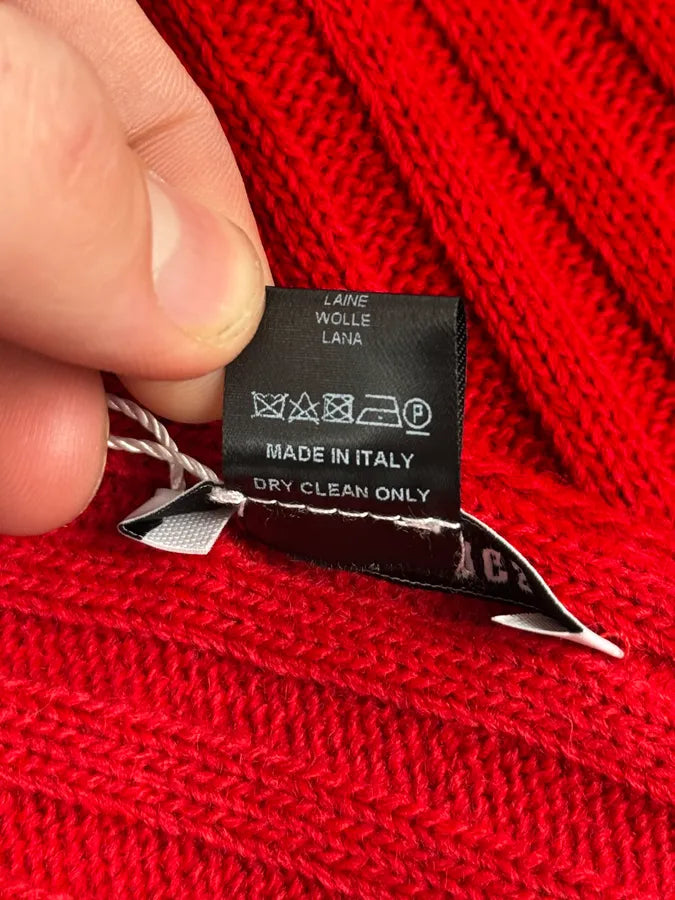 LAINE
WOLLE
LANA
P
MADE IN ITALY
DRY CLEAN ONLY